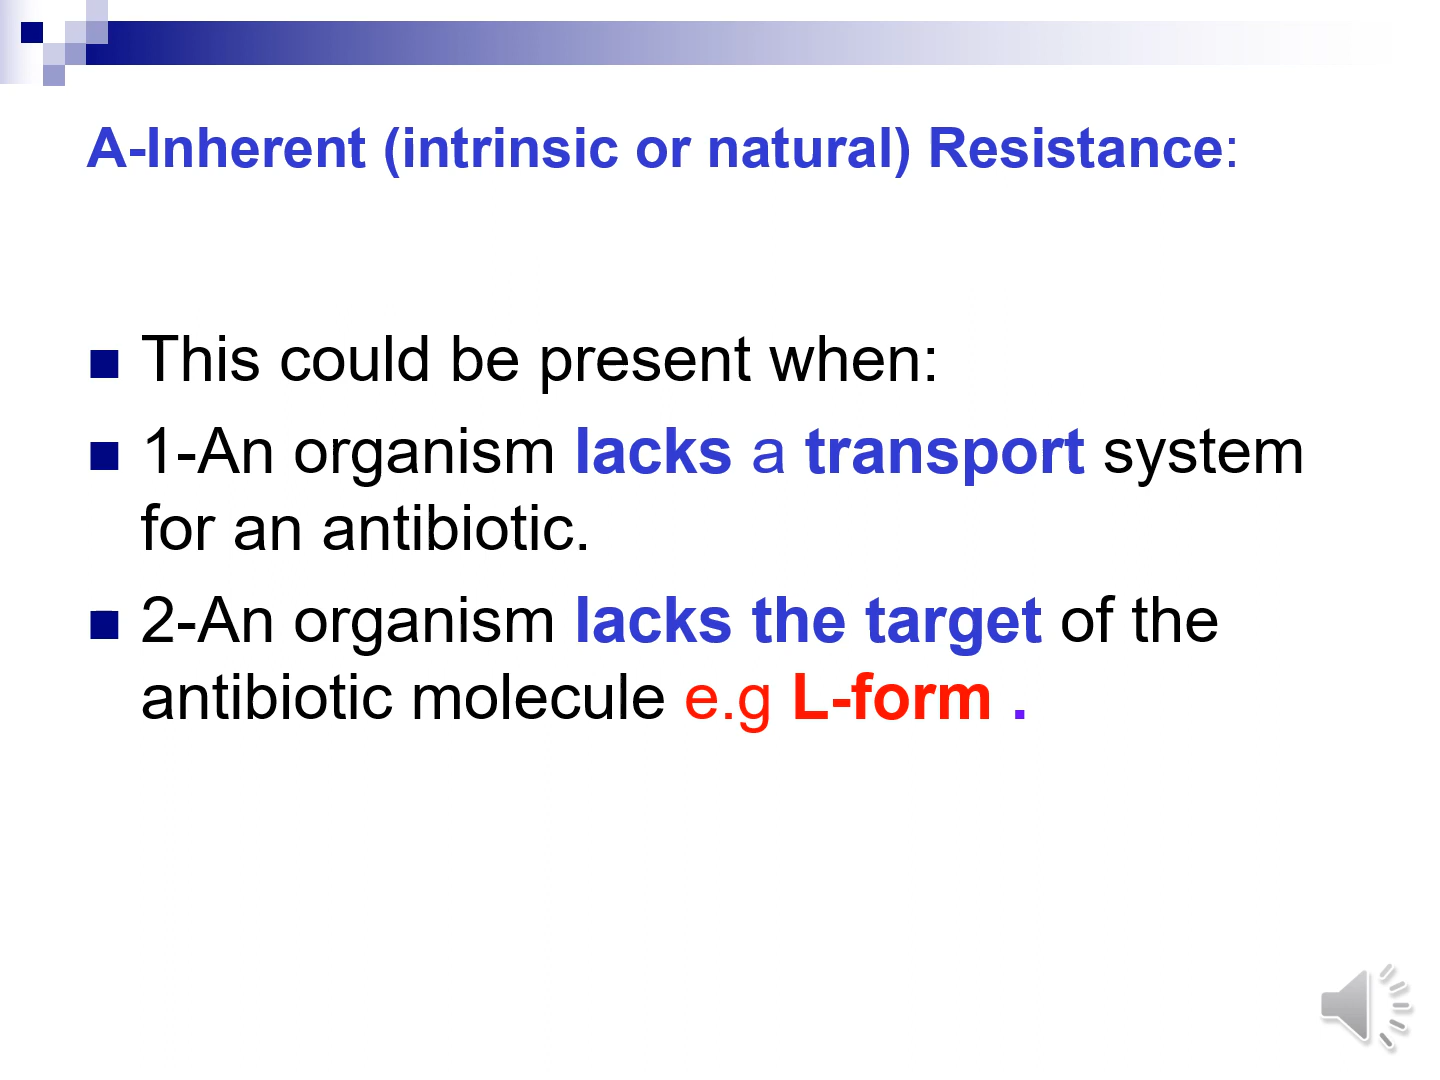 A-Inherent (intrinsic or natural) Resistance:
This could be present when:
1-An organism lacks a transport system
for an antibiotic.
2-An organism lacks the target of the
antibiotic molecule e.g L-form .